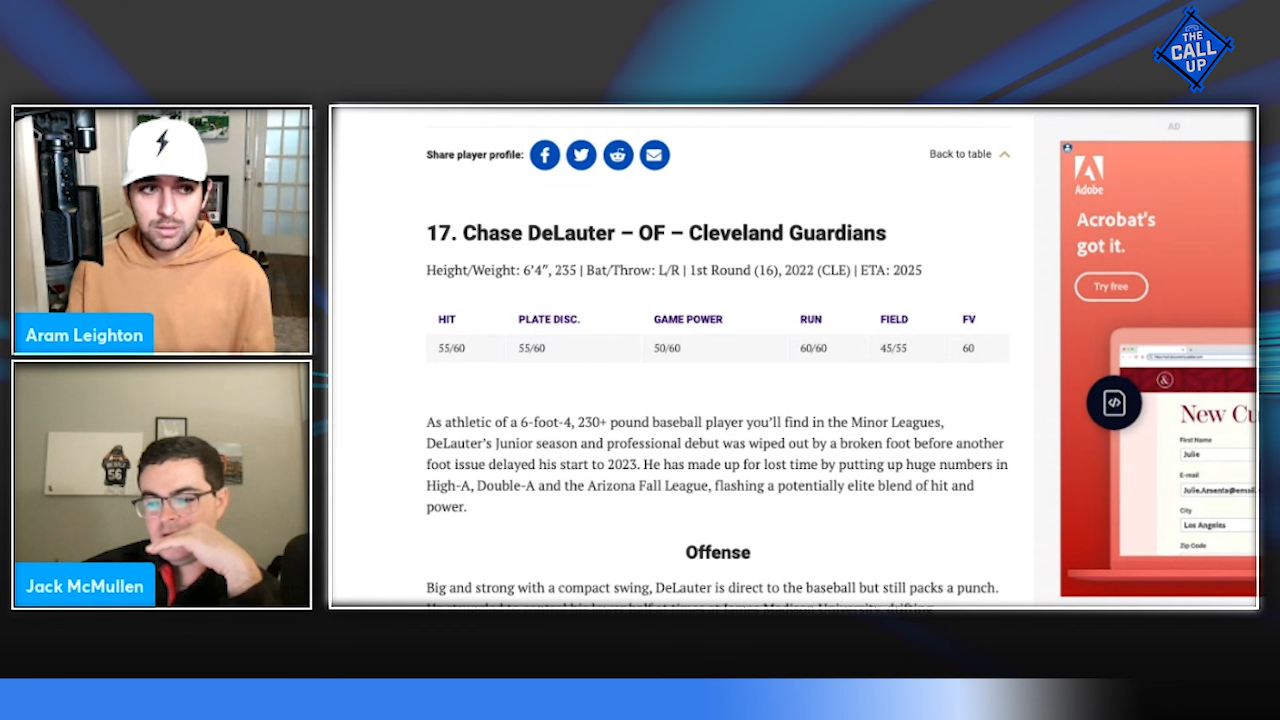 THE
CALL
UP
Aram Leighton
56
Jack McMullen
Share player profile:
Back to table
17. Chase DeLauter – OF – Cleveland Guardians
Height/Weight: 6’4″, 235 | Bat/Throw: L/R | 1st Round (16), 2022 (CLE) | ETA: 2025
HIT PLATE DISC. GAME POWER RUN FIELD FV
55/60 55/60 50/60 60/60 45/55 60
As athletic of a 6-foot-4, 230+ pound baseball player you’ll find in the Minor Leagues,
DeLauter’s Junior season and professional debut was wiped out by a broken foot before another
foot issue delayed his start to 2023. He has made up for lost time by putting up huge numbers in
High-A, Double-A and the Arizona Fall League, flashing a potentially elite blend of hit and
power.
Offense
Big and strong with a compact swing, DeLauter is direct to the baseball but still packs a punch.
AD
Adobe
Acrobat's
got it.
Try free
New Cu
First Name
Julie
E-mail
City
Los Angeles
Zip Code